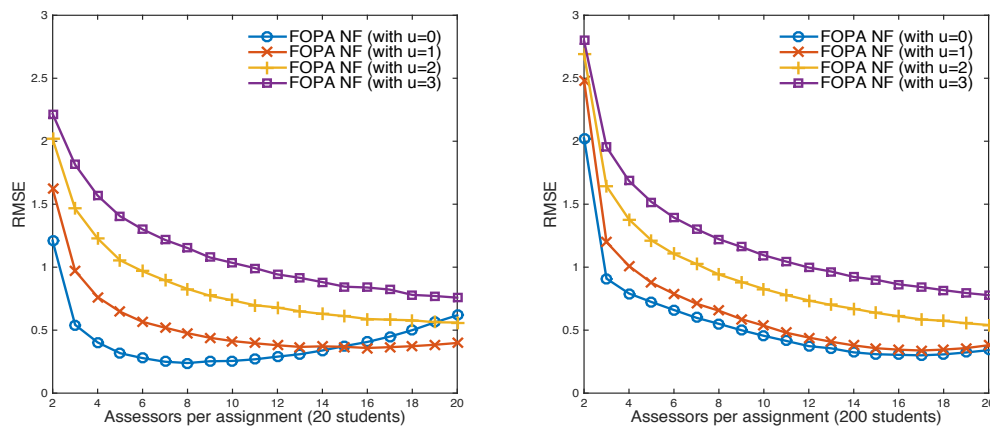 3
2.5
2
1.5
1
0.5
0
RMSE
FOPA NF (with u=0)
FOPA NF (with u=1)
FOPA NF (with u=2)
FOPA NF (with u=3)
2 4 6 8 10 12 14 16 18 20
Assessors per assignment (20 students)
3
2.5
2
1.5
1
0.5
0
RMSE
FOPA NF (with u=0)
FOPA NF (with u=1)
FOPA NF (with u=2)
FOPA NF (with u=3)
2 4 6 8 10 12 14 16 18 20
Assessors per assignment (200 students)